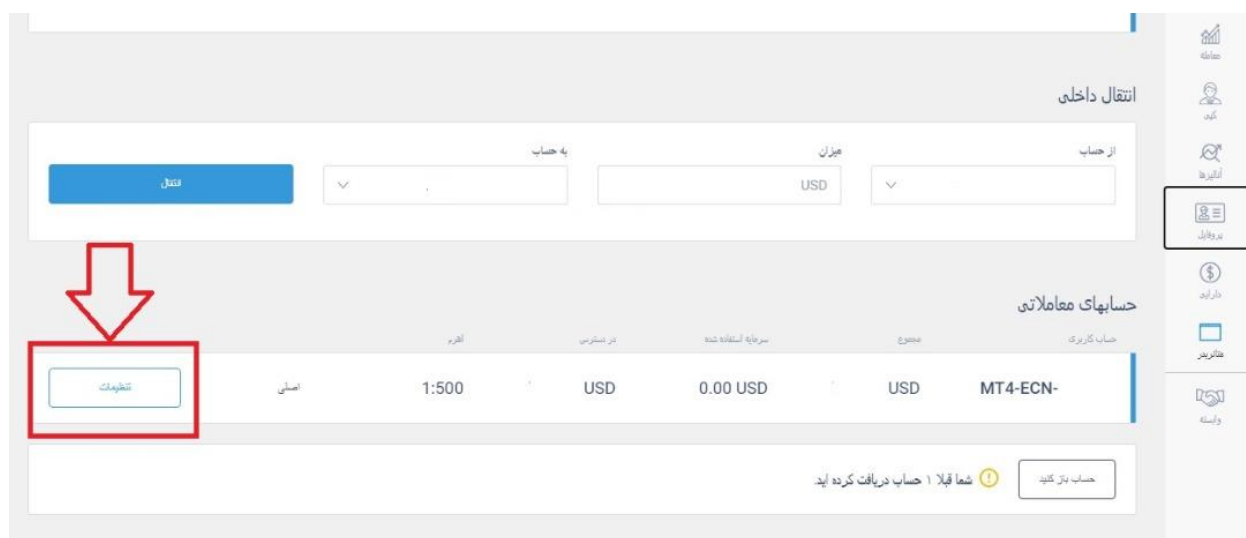 معامله
کپی
آنالیزها
پروفایل
دارایی
متاتریدر
وابسته
انتقال داخلی
از حساب
میزان
به حساب
USD
انتقال
حسابهای معاملاتی
حساب کاربری
مجموع
سرمایه استفاده شده
در دسترس
اهرم
MT4-ECN-
USD
0.00 USD
USD
1:500
اصلی
تنظیمات
حساب باز کنید
شما قبلا ۱ حساب دریافت کرده اید.